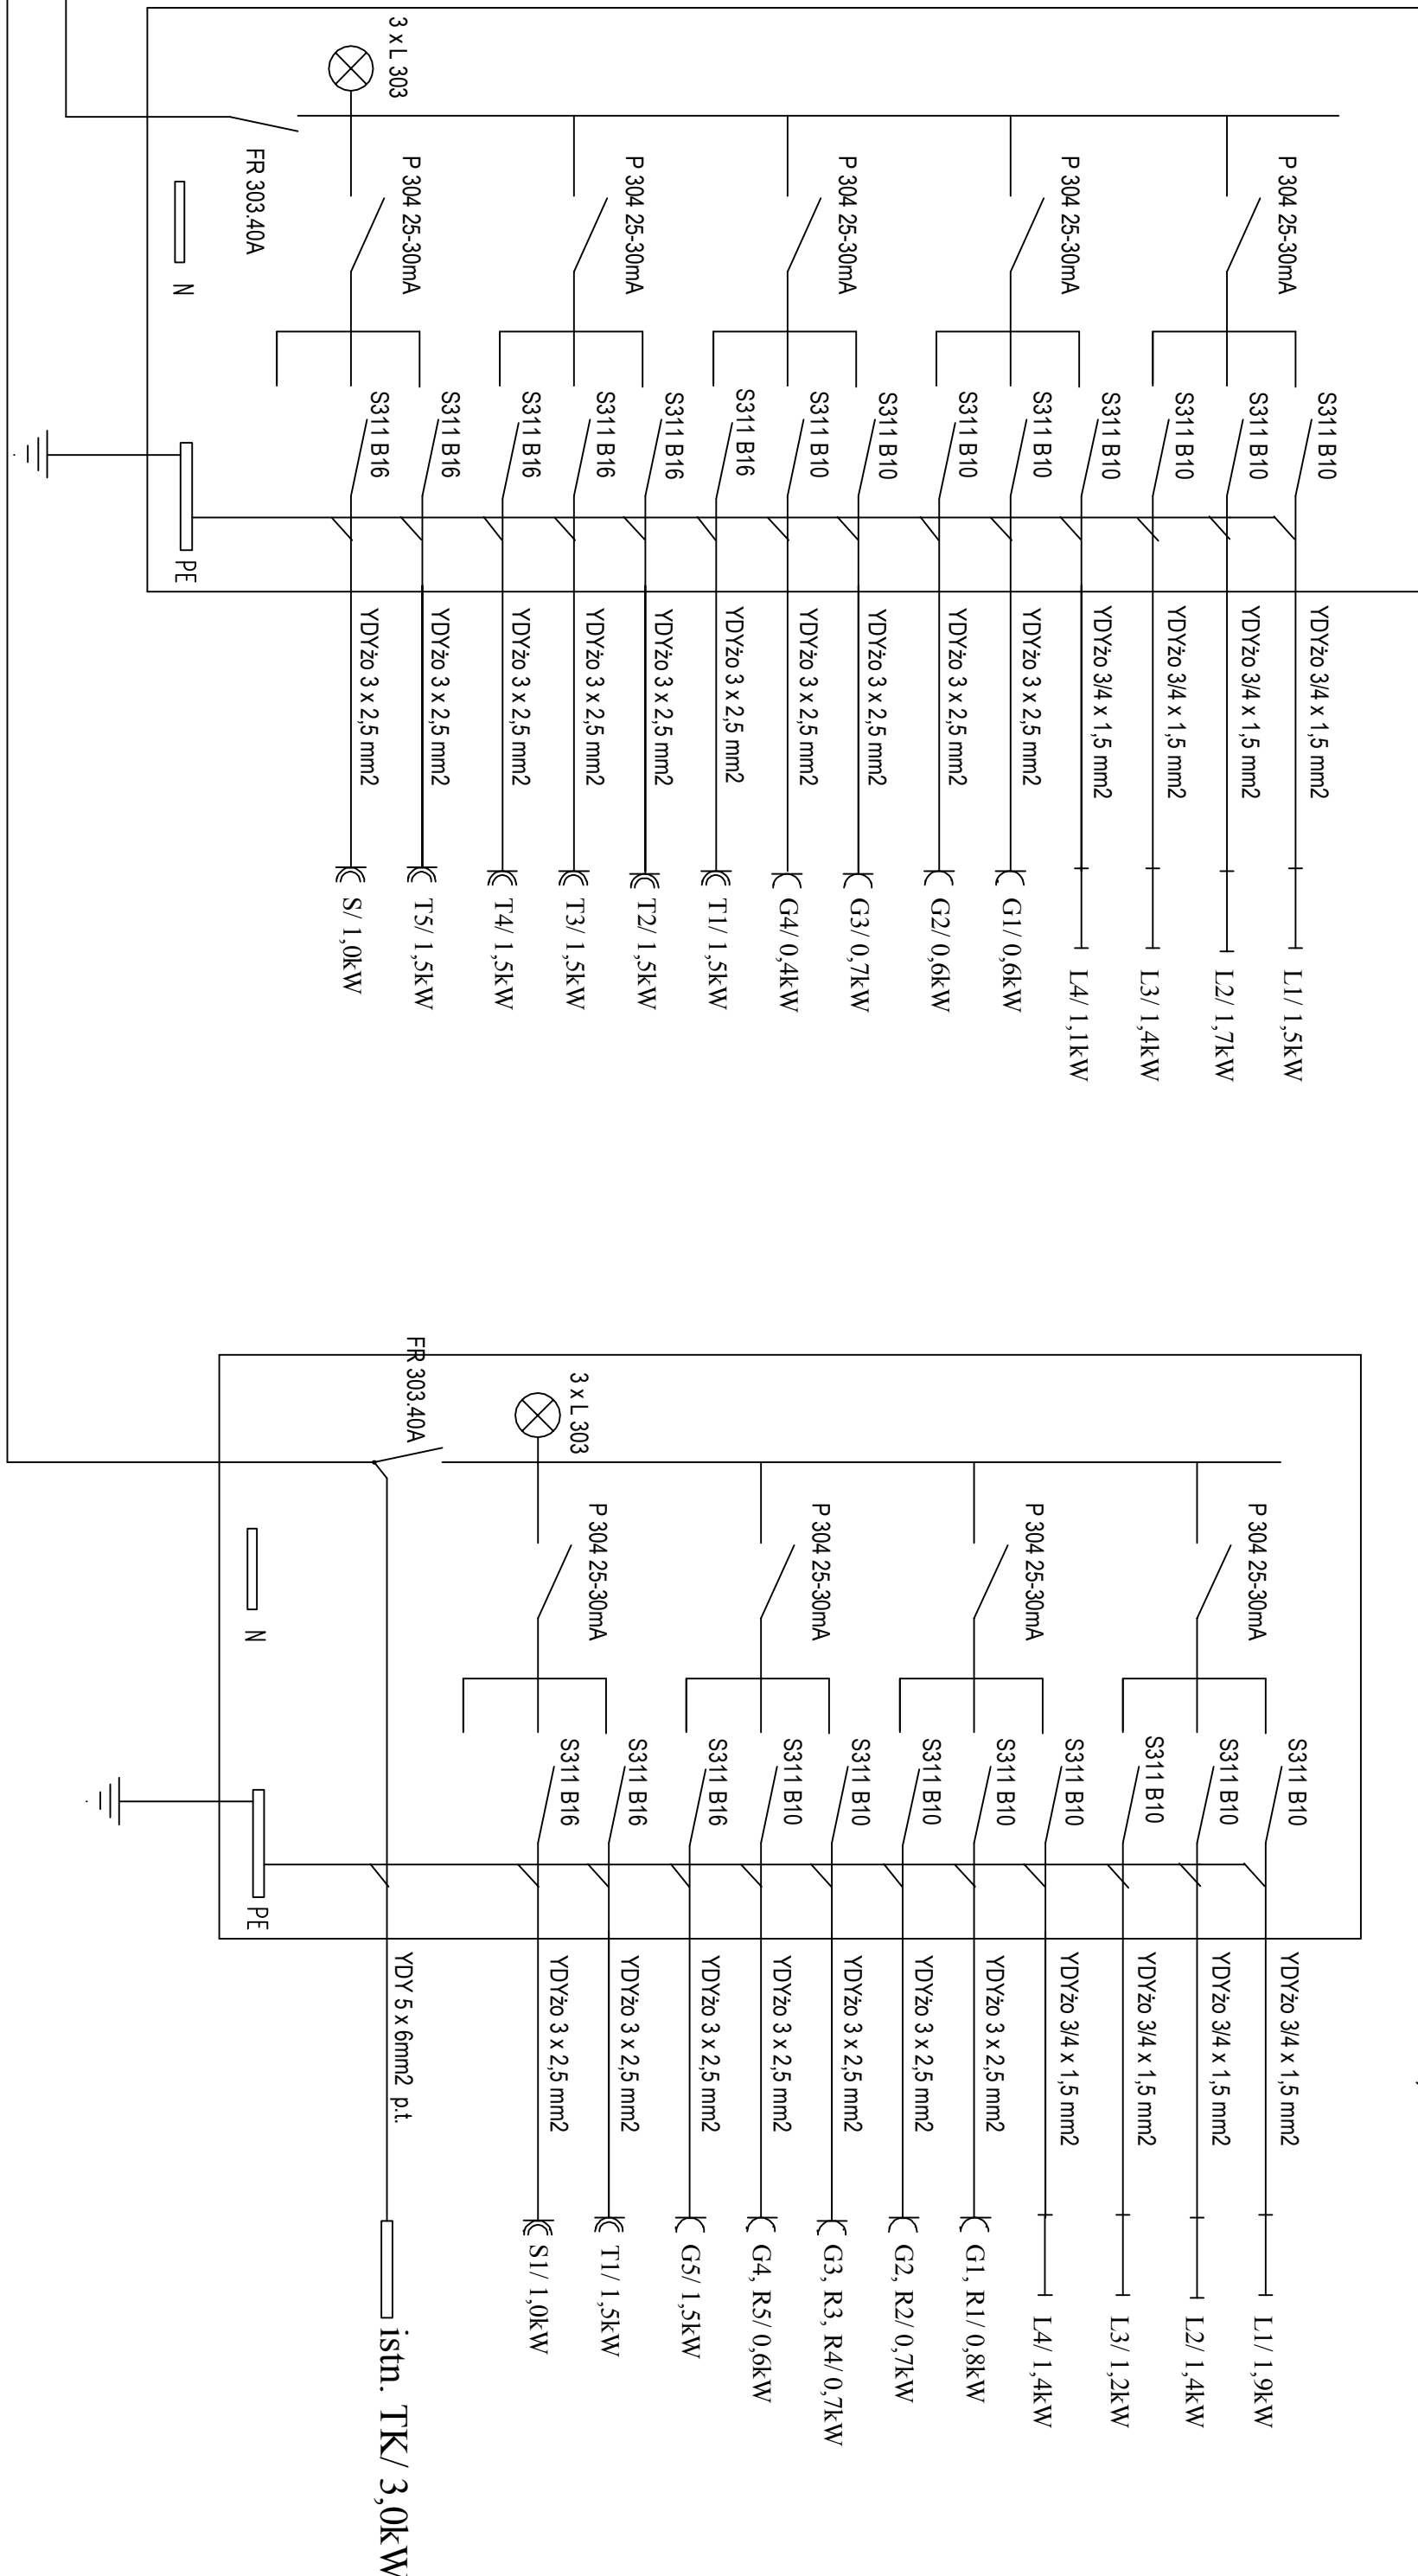 3 x L 303
FR 303.40A
N
PE
P 304 25-30mA
P 304 25-30mA
P 304 25-30mA
P 304 25-30mA
P 304 25-30mA
S311 B10
S311 B10
S311 B10
S311 B10
S311 B10
S311 B10
S311 B10
S311 B10
S311 B16
S311 B16
S311 B16
S311 B16
S311 B16
S311 B16
YDYżo 3/4 x 1,5 mm2
YDYżo 3/4 x 1,5 mm2
YDYżo 3/4 x 1,5 mm2
YDYżo 3/4 x 1,5 mm2
YDYżo 3 x 2,5 mm2
YDYżo 3 x 2,5 mm2
YDYżo 3 x 2,5 mm2
YDYżo 3 x 2,5 mm2
YDYżo 3 x 2,5 mm2
YDYżo 3 x 2,5 mm2
YDYżo 3 x 2,5 mm2
YDYżo 3 x 2,5 mm2
YDYżo 3 x 2,5 mm2
YDYżo 3 x 2,5 mm2
L1/ 1,5kW
L2/ 1,7kW
L3/ 1,4kW
L4/ 1,1kW
G1/ 0,6kW
G2/ 0,6kW
G3/ 0,7kW
G4/ 0,4kW
T1/ 1,5kW
T2/ 1,5kW
T3/ 1,5kW
T4/ 1,5kW
T5/ 1,5kW
S/ 1,0kW
FR 303.40A
3 x L 303
N
PE
P 304 25-30mA
P 304 25-30mA
P 304 25-30mA
P 304 25-30mA
S311 B10
S311 B10
S311 B10
S311 B10
S311 B10
S311 B10
S311 B10
S311 B10
S311 B16
S311 B16
S311 B16
YDYżo 3/4 x 1,5 mm2
YDYżo 3/4 x 1,5 mm2
YDYżo 3/4 x 1,5 mm2
YDYżo 3/4 x 1,5 mm2
YDYżo 3 x 2,5 mm2
YDYżo 3 x 2,5 mm2
YDYżo 3 x 2,5 mm2
YDYżo 3 x 2,5 mm2
YDYżo 3 x 2,5 mm2
YDYżo 3 x 2,5 mm2
YDYżo 3 x 2,5 mm2
YDY 5 x 6mm2 p.t.
L1/ 1,9kW
L2/ 1,4kW
L3/ 1,2kW
L4/ 1,4kW
G1, R1/ 0,8kW
G2, R2/ 0,7kW
G3, R3, R4/ 0,7kW
G4, R5/ 0,6kW
G5/ 1,5kW
T1/ 1,5kW
S1/ 1,0kW
istn. TK/ 3,0kW